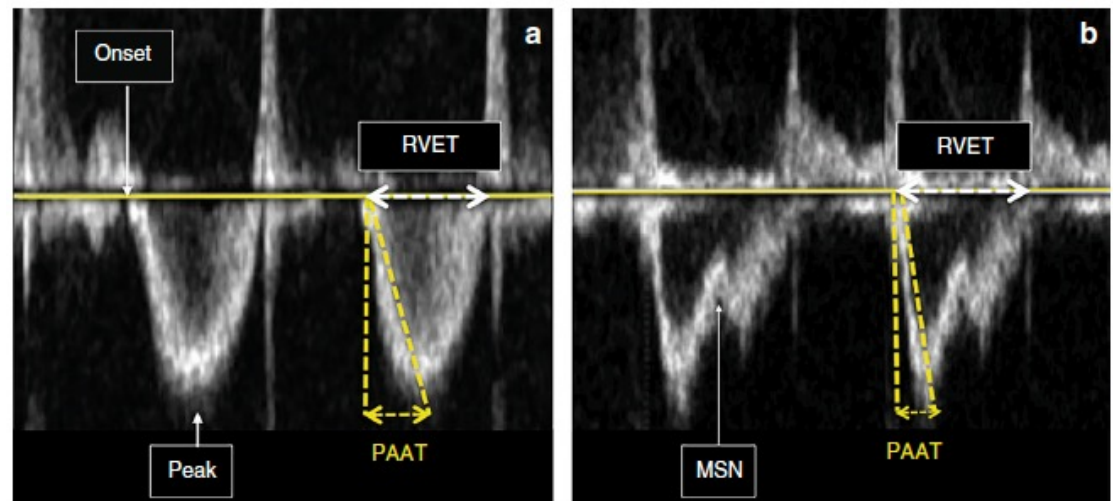 a
Onset
RVET
PAAT
Peak
b
RVET
PAAT
MSN